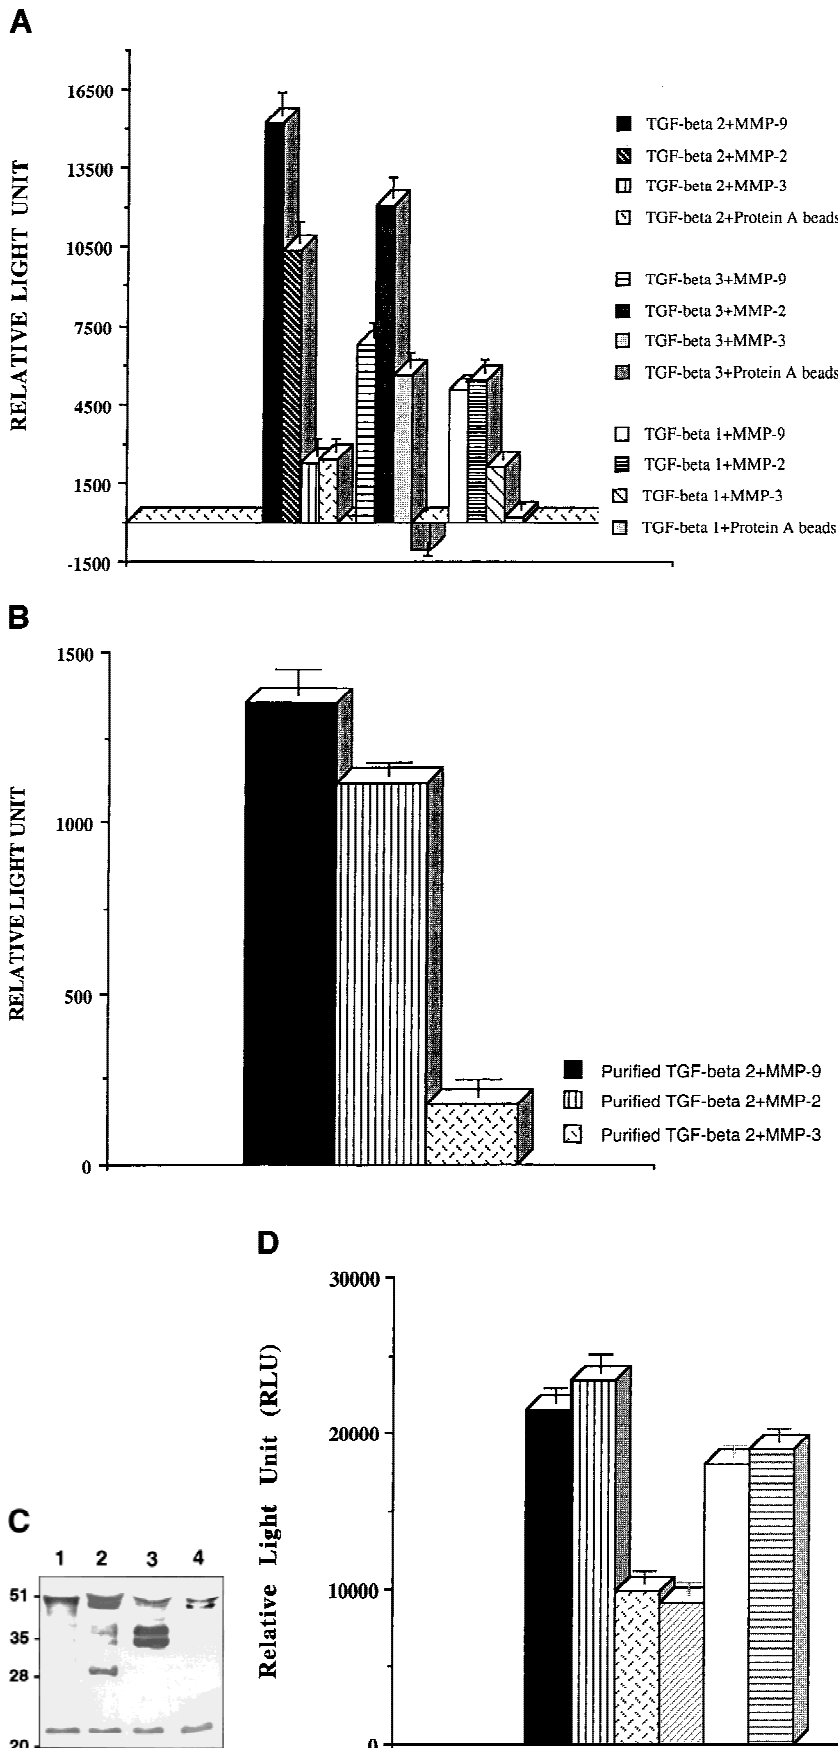 A
RELATIVE LIGHT UNIT
16500
13500
10500
7500
4500
1500
-1500
TGF-beta 2+MMP-9
TGF-beta 2+MMP-2
TGF-beta 2+MMP-3
TGF-beta 2+Protein A beads
TGF-beta 3+MMP-9
TGF-beta 3+MMP-2
TGF-beta 3+MMP-3
TGF-beta 3+Protein A beads
TGF-beta 1+MMP-9
TGF-beta 1+MMP-2
TGF-beta 1+MMP-3
TGF-beta 1+Protein A beads
B
RELATIVE LIGHT UNIT
1500
1000
500
0
Purified TGF-beta 2+MMP-9
Purified TGF-beta 2+MMP-2
Purified TGF-beta 2+MMP-3
C
1 2 3 4
51
35
28
20
D
Relative Light Unit (RLU)
30000
20000
10000
0